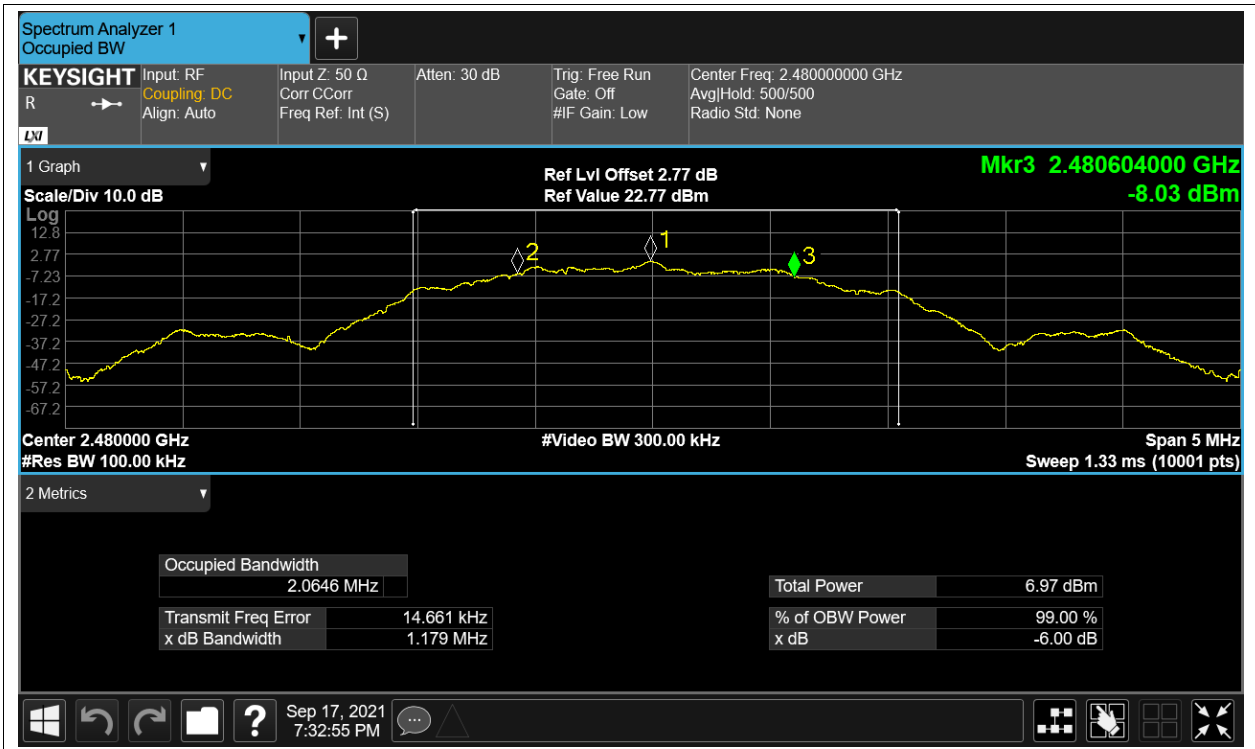 Spectrum Analyzer 1
Occupied BW
KEYSIGHT
R
LXI
Input: RF
Coupling: DC
Align: Auto
Input Z: 50 Ω
Corr CCorr
Freq Ref: Int (S)
Atten: 30 dB
Trig: Free Run
Gate: Off
#IF Gain: Low
Center Freq: 2.480000000 GHz
Avg|Hold: 500/500
Radio Std: None
1 Graph
Ref Lvl Offset 2.77 dB
Mkr3 2.480604000 GHz
Scale/Div 10.0 dB
Ref Value 22.77 dBm
-8.03 dBm
Log
12.8
2.77
-7.23
-17.2
-27.2
-37.2
-47.2
-57.2
-67.2
2
1
3
Center 2.480000 GHz
#Video BW 300.00 kHz
Span 5 MHz
#Res BW 100.00 kHz
Sweep 1.33 ms (10001 pts)
2 Metrics
Occupied Bandwidth
2.0646 MHz
Transmit Freq Error 14.661 kHz
x dB Bandwidth 1.179 MHz
Total Power 6.97 dBm
% of OBW Power 99.00 %
x dB -6.00 dB
?
Sep 17, 2021
7:32:55 PM